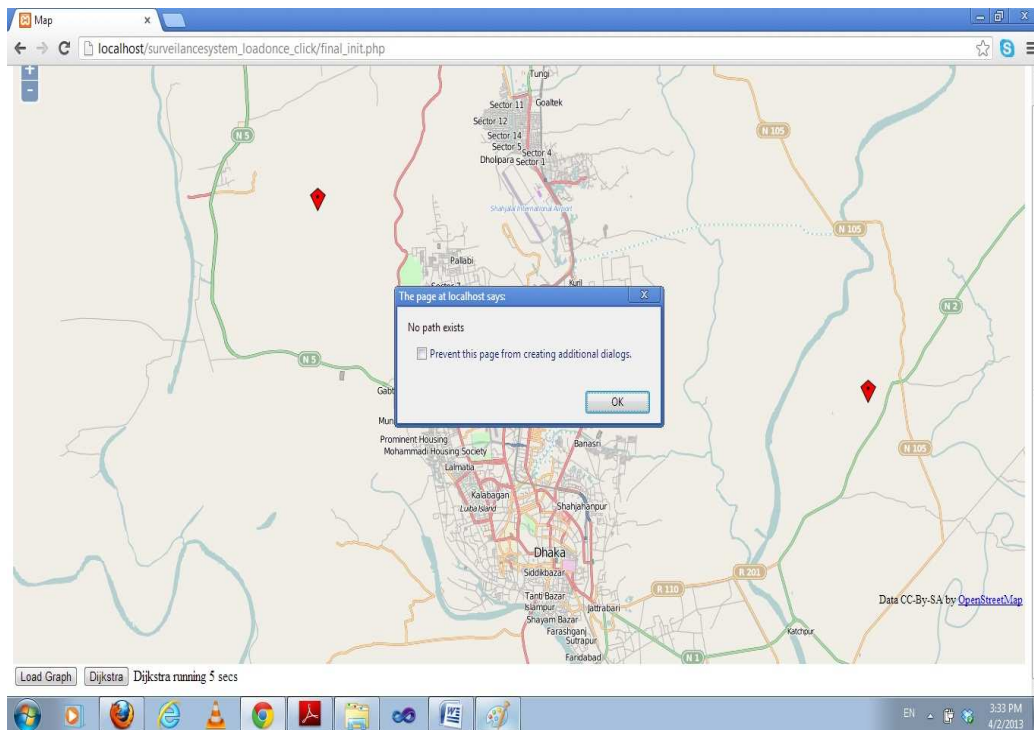 Map
x
localhost/surveilancesystem_loadonce_click/final_init.php
+
-
Tungi
Sector 11 Goaltek
Sector 12
Sector 14
Sector 5 Sector 4
Dholipara Sector 1
N 5
N 105
Shahjalal International Airport
N 105
Pallabi
Kuril
The page at localhost says:
X
No path exists
Prevent this page from creating additional dialogs.
OK
N 2
N 5
N 105
Prominent Housing
Mohammadi Housing Society
Banasri
Lalmatia
Kalabagan
Shahjahanpur
Dhaka
Siddikbazar
R 201
R 110
Tanti Bazar
Islampur Jattrabari
Shayam Bazar
Farashganj
Sutrapur
Faridabad
N 1
Katchpur
Data CC-By-SA by OpenStreetMap
Load Graph Dijkstra Dijkstra running 5 secs
EN
3:33 PM
4/2/2013